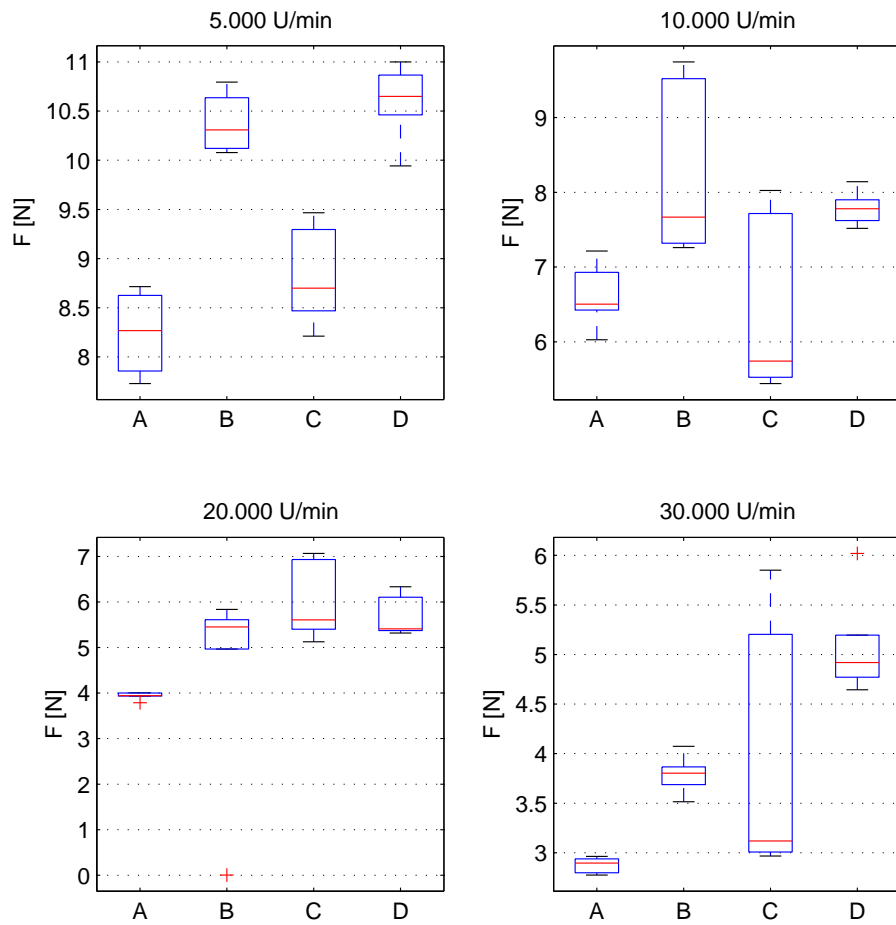 5.000 U/min
11
10.5
10
9.5
9
8.5
8
F [N]
A B C D
10.000 U/min
9
8
7
6
F [N]
A B C D
20.000 U/min
7
6
5
4
3
2
1
0
F [N]
A B C D
30.000 U/min
6
5.5
5
4.5
4
3.5
3
F [N]
A B C D